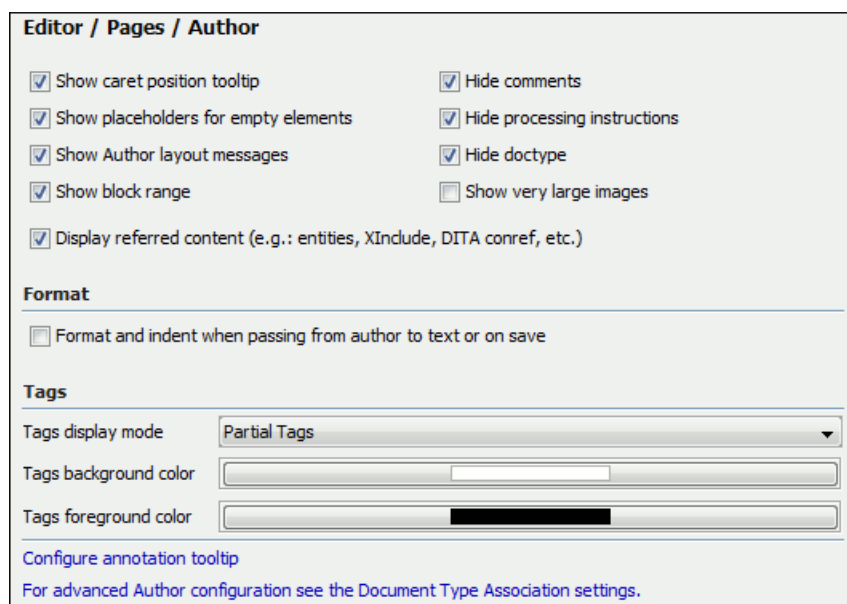 Editor / Pages / Author
Show caret position tooltip
Hide comments
Show placeholders for empty elements
Hide processing instructions
Show Author layout messages
Hide doctype
Show block range
Show very large images
Display referred content (e.g.: entities, XInclude, DITA conref, etc.)
Format
Format and indent when passing from author to text or on save
Tags
Tags display mode
Partial Tags
Tags background color
Tags foreground color
Configure annotation tooltip
For advanced Author configuration see the Document Type Association settings.